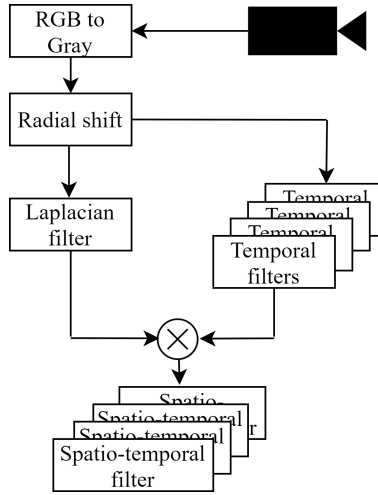 RGB to
Gray
Radial shift
Laplacian
filter
Temporal
Temporal
Temporal
Temporal
filters
Spatio-
Spatio-temporal
r
Spatio-temporal
Spatio-temporal
filter